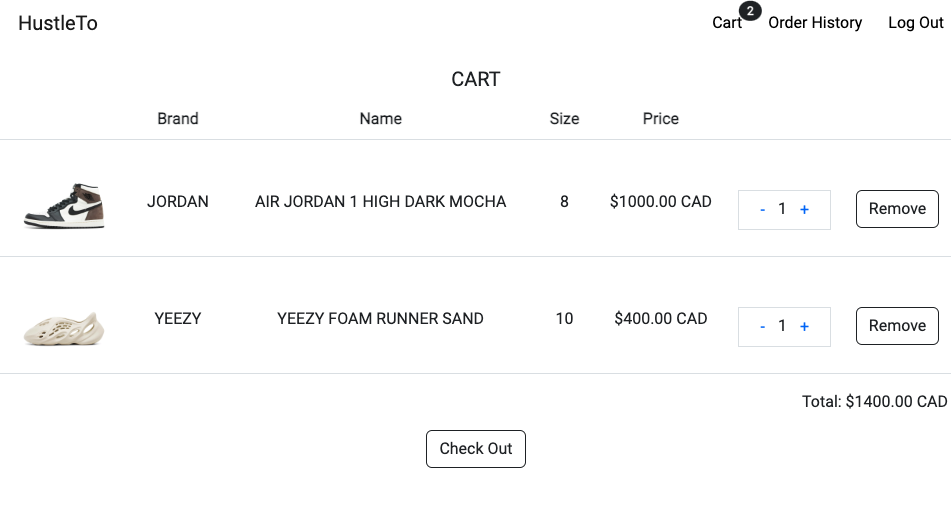 HustleTo Cart 2 Order History Log Out
CART
Brand Name Size Price
JORDAN AIR JORDAN 1 HIGH DARK MOCHA 8 $1000.00 CAD - 1 + Remove
YEEZY YEEZY FOAM RUNNER SAND 10 $400.00 CAD - 1 + Remove
Total: $1400.00 CAD
Check Out